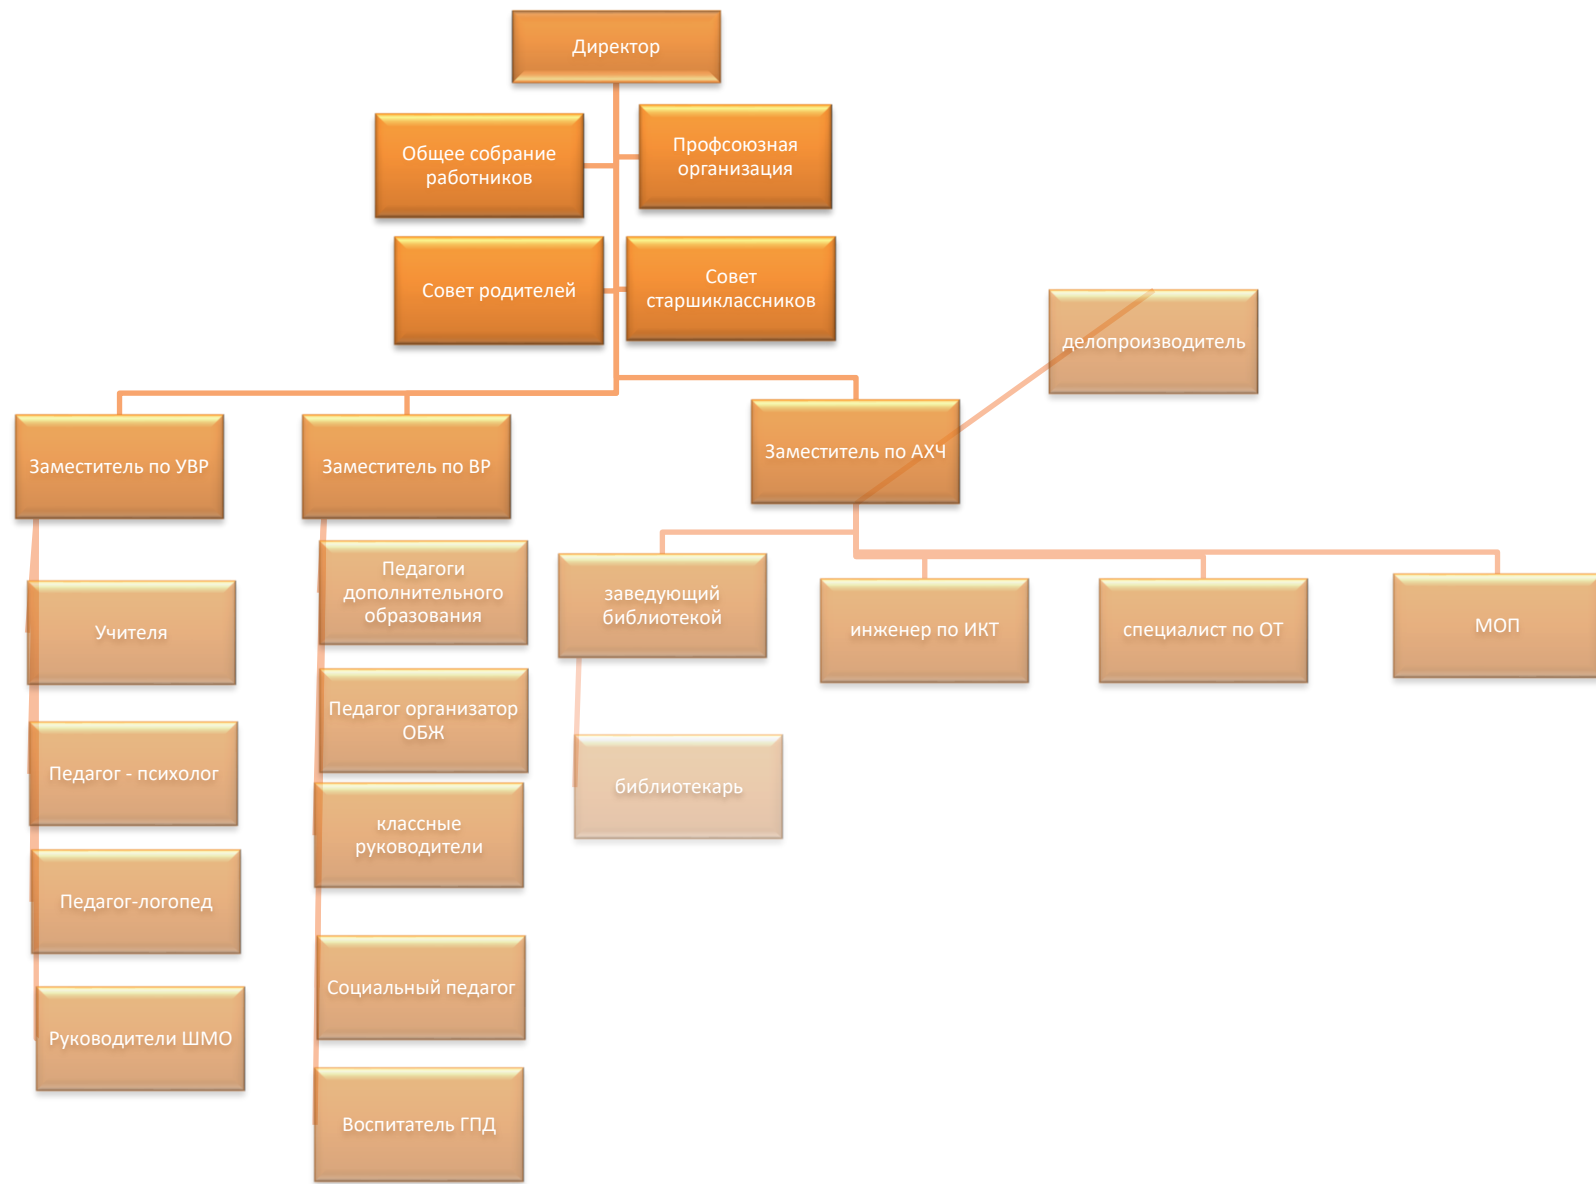 Директор
Общее собрание
работников
Профсоюзная
организация
Совет родителей
Совет
старшиклассников
делопроизводитель
Заместитель по УВР
Заместитель по ВР
Заместитель по АХЧ
Учителя
Педагог - психолог
Педагог-логопед
Руководители ШМО
Педагоги
дополнительного
образования
Педагог организатор
ОБЖ
классные
руководители
Социальный педагог
Воспитатель ГПД
заведующий
библиотекой
библиотекарь
инженер по ИКТ
специалист по ОТ
МОП